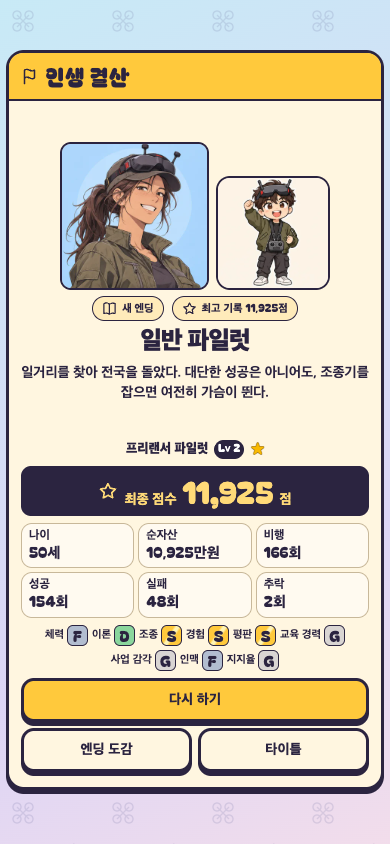 인생 결산
새 엔딩
최고 기록 11,925점
일반 파일럿
일거리를 찾아 전국을 돌았다. 대단한 성공은 아니어도, 조종기를
잡으면 여전히 가슴이 뛴다.
프리랜서 파일럿 Lv 2
최종 점수 11,925 점
나이 순자산 비행
50세 10,925만원 166회
성공 실패 추락
154회 48회 2회
체력 F 이론 D 조종 S 경험 S 평판 S 교육 경력 G
사업 감각 G 인맥 F 지지율 G
다시 하기
엔딩 도감 타이틀